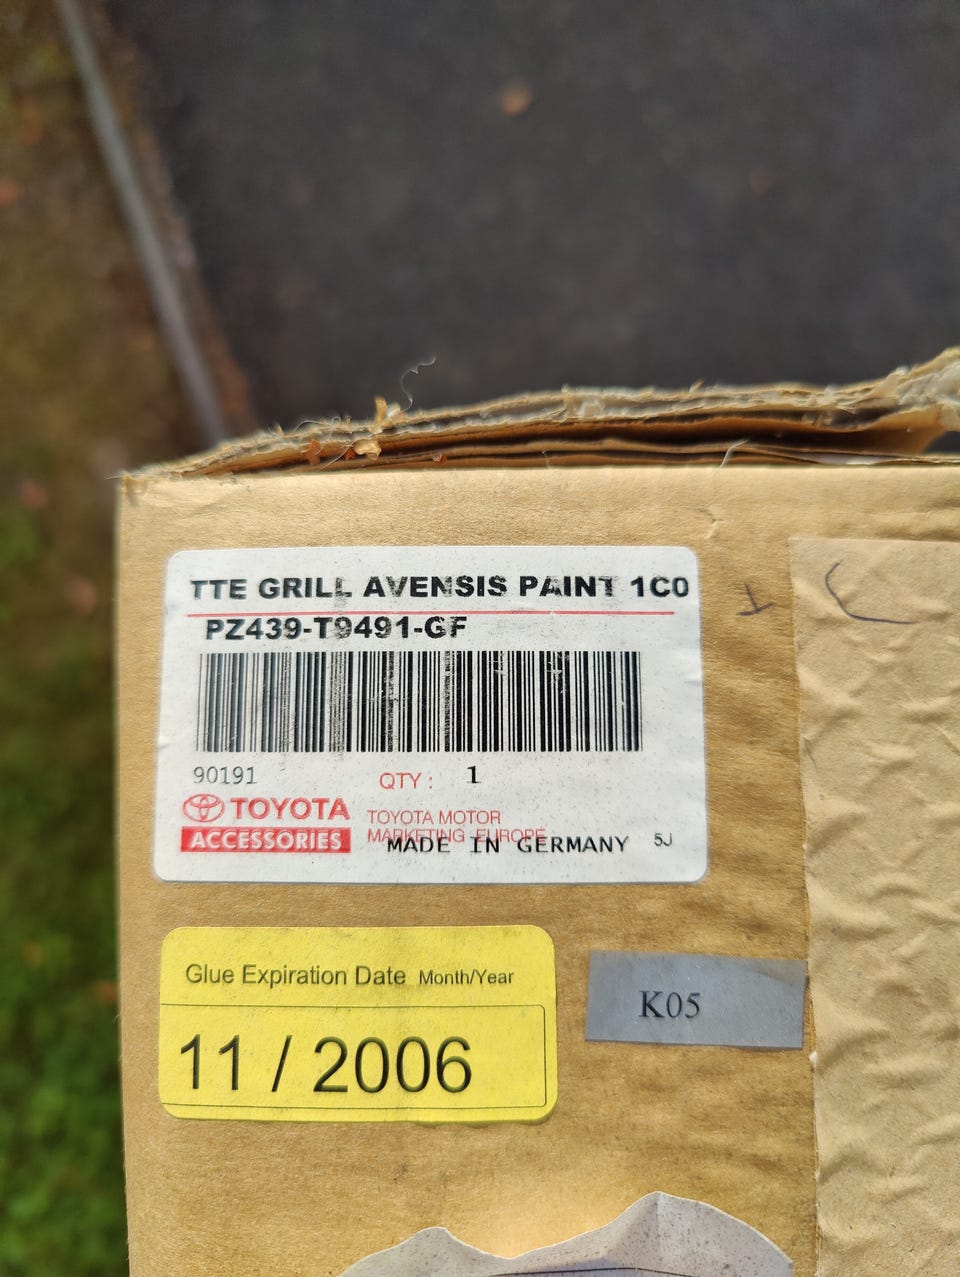 TTE GRILL AVENSIS PAINT 1C0
PZ439-T9491-GF
90191
QTY : 1
TOYOTA
ACCESSORIES
TOYOTA MOTOR
MARKETING EUROPE
MADE IN GERMANY 5J
Glue Expiration Date Month/Year
11 / 2006
K05